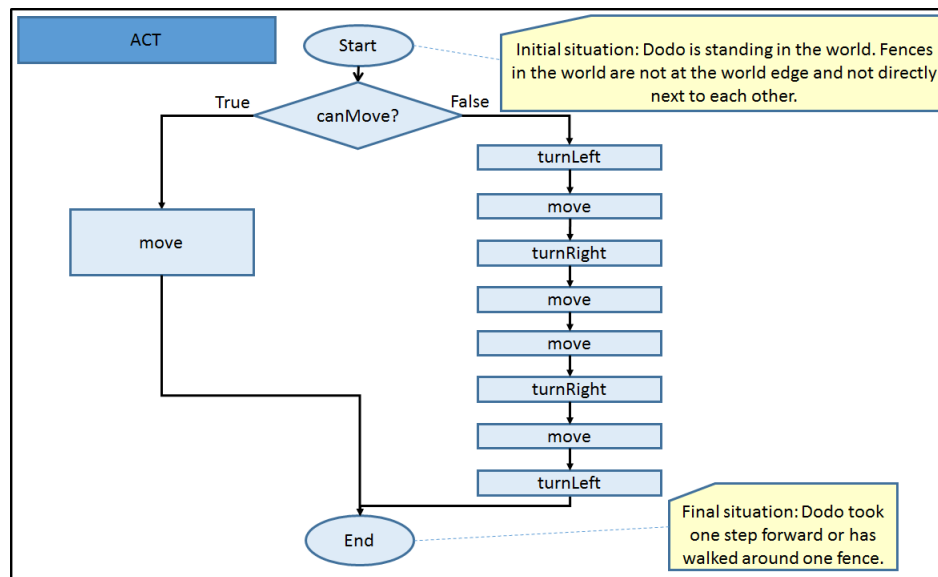 ACT
Start
Initial situation: Dodo is standing in the world. Fences
in the world are not at the world edge and not directly
next to each other.
True
False
canMove?
turnLeft
move
turnRight
move
move
move
turnRight
move
turnLeft
End
Final situation: Dodo took
one step forward or has
walked around one fence.